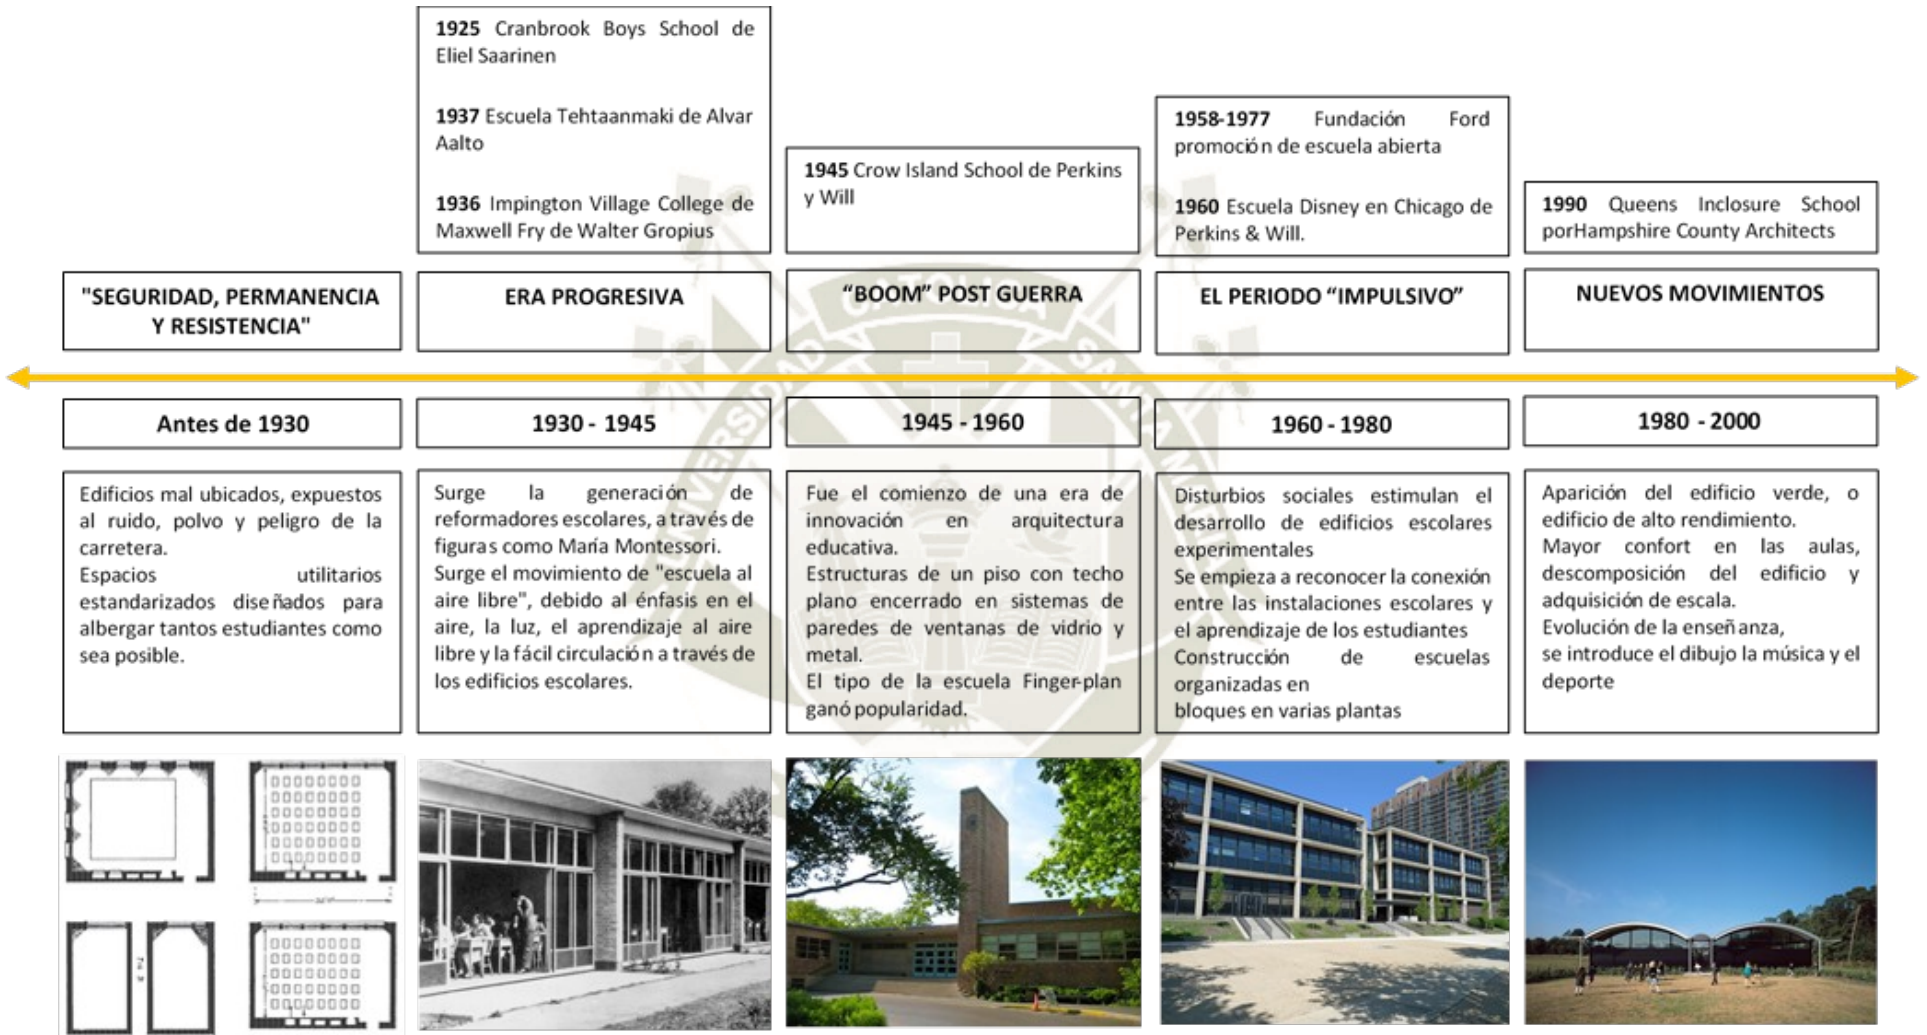 1925 Cranbrook Boys School de
Eliel Saarinen
1937 Escuela Tehtaanmaki de Alvar
Aalto
1936 Impington Village College de
Maxwell Fry de Walter Gropius
1945 Crow Island School de Perkins
y Will
1958-1977 Fundación Ford
promoción de escuela abierta
1960 Escuela Disney en Chicago de
Perkins & Will.
1990 Queens Inclosure School
porHampshire County Architects
"SEGURIDAD, PERMANENCIA
Y RESISTENCIA"
ERA PROGRESIVA
“BOOM” POST GUERRA
EL PERIODO “IMPULSIVO”
NUEVOS MOVIMIENTOS
Antes de 1930
1930 - 1945
1945 - 1960
1960 - 1980
1980 - 2000
Edificios mal ubicados, expuestos
al ruido, polvo y peligro de la
carretera.
Espacios utilitarios
estandarizados diseñados para
albergar tantos estudiantes como
sea posible.
Surge la generación de
reformadores escolares, a través de
figuras como María Montessori.
Surge el movimiento de "escuela al
aire libre", debido al énfasis en el
aire, la luz, el aprendizaje al aire
libre y la fácil circulación a través de
los edificios escolares.
Fue el comienzo de una era de
innovación en arquitectura
educativa.
Estructuras de un piso con techo
plano encerrado en sistemas de
paredes de ventanas de vidrio y
metal.
El tipo de la escuela Finger-plan
ganó popularidad.
Disturbios sociales estimulan el
desarrollo de edificios escolares
experimentales
Se empieza a reconocer la conexión
entre las instalaciones escolares y
el aprendizaje de los estudiantes
Construcción de escuelas
organizadas en
bloques en varias plantas
Aparición del edificio verde, o
edificio de alto rendimiento.
Mayor confort en las aulas,
descomposición del edificio y
adquisición de escala.
Evolución de la enseñanza,
se introduce el dibujo la música y el
deporte
UNIVERSIDAD
CATOLICA